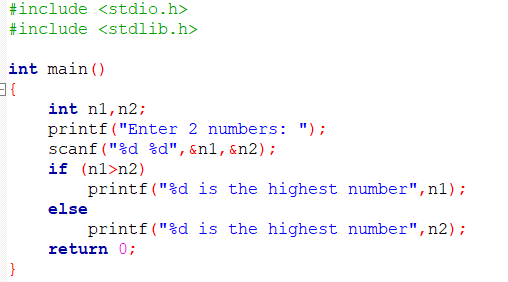 #include <stdio.h>
#include <stdlib.h>

int main()
{
    int n1,n2;
    printf("Enter 2 numbers: ");
    scanf("%d %d",&n1,&n2);
    if (n1>n2)
        printf("%d is the highest number",n1);
    else
        printf("%d is the highest number",n2);
    return 0;
}